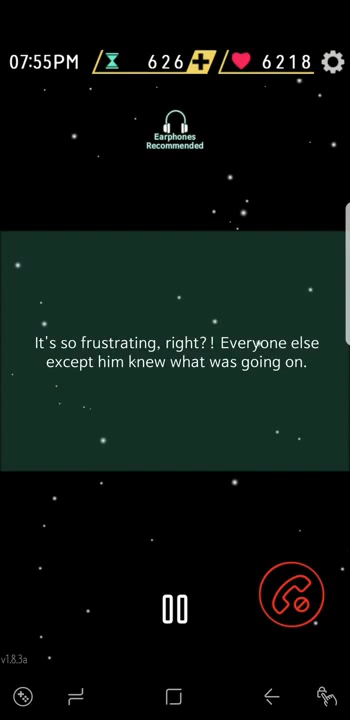 07:55PM 626 6218
Earphones
Recommended
It's so frustrating, right?! Everyone else
except him knew what was going on.
v1.8.3a